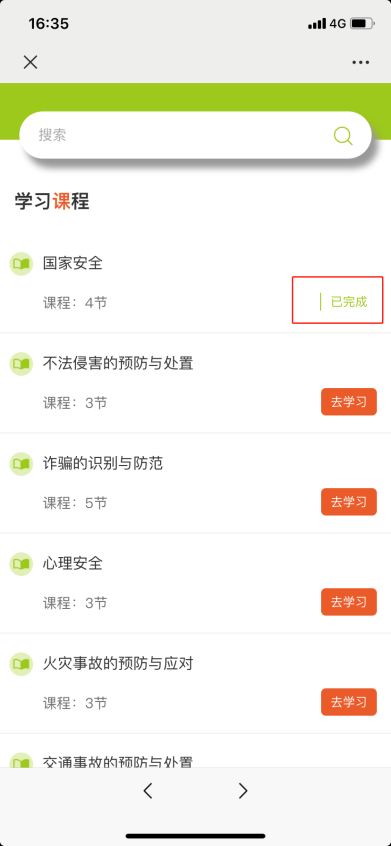 16:35
4G
搜索
学习课程
国家安全
课程：4节
已完成
不法侵害的预防与处置
课程：3节
去学习
诈骗的识别与防范
课程：5节
去学习
心理安全
课程：3节
去学习
火灾事故的预防与应对
课程：3节
去学习
交通事故的预防与处置